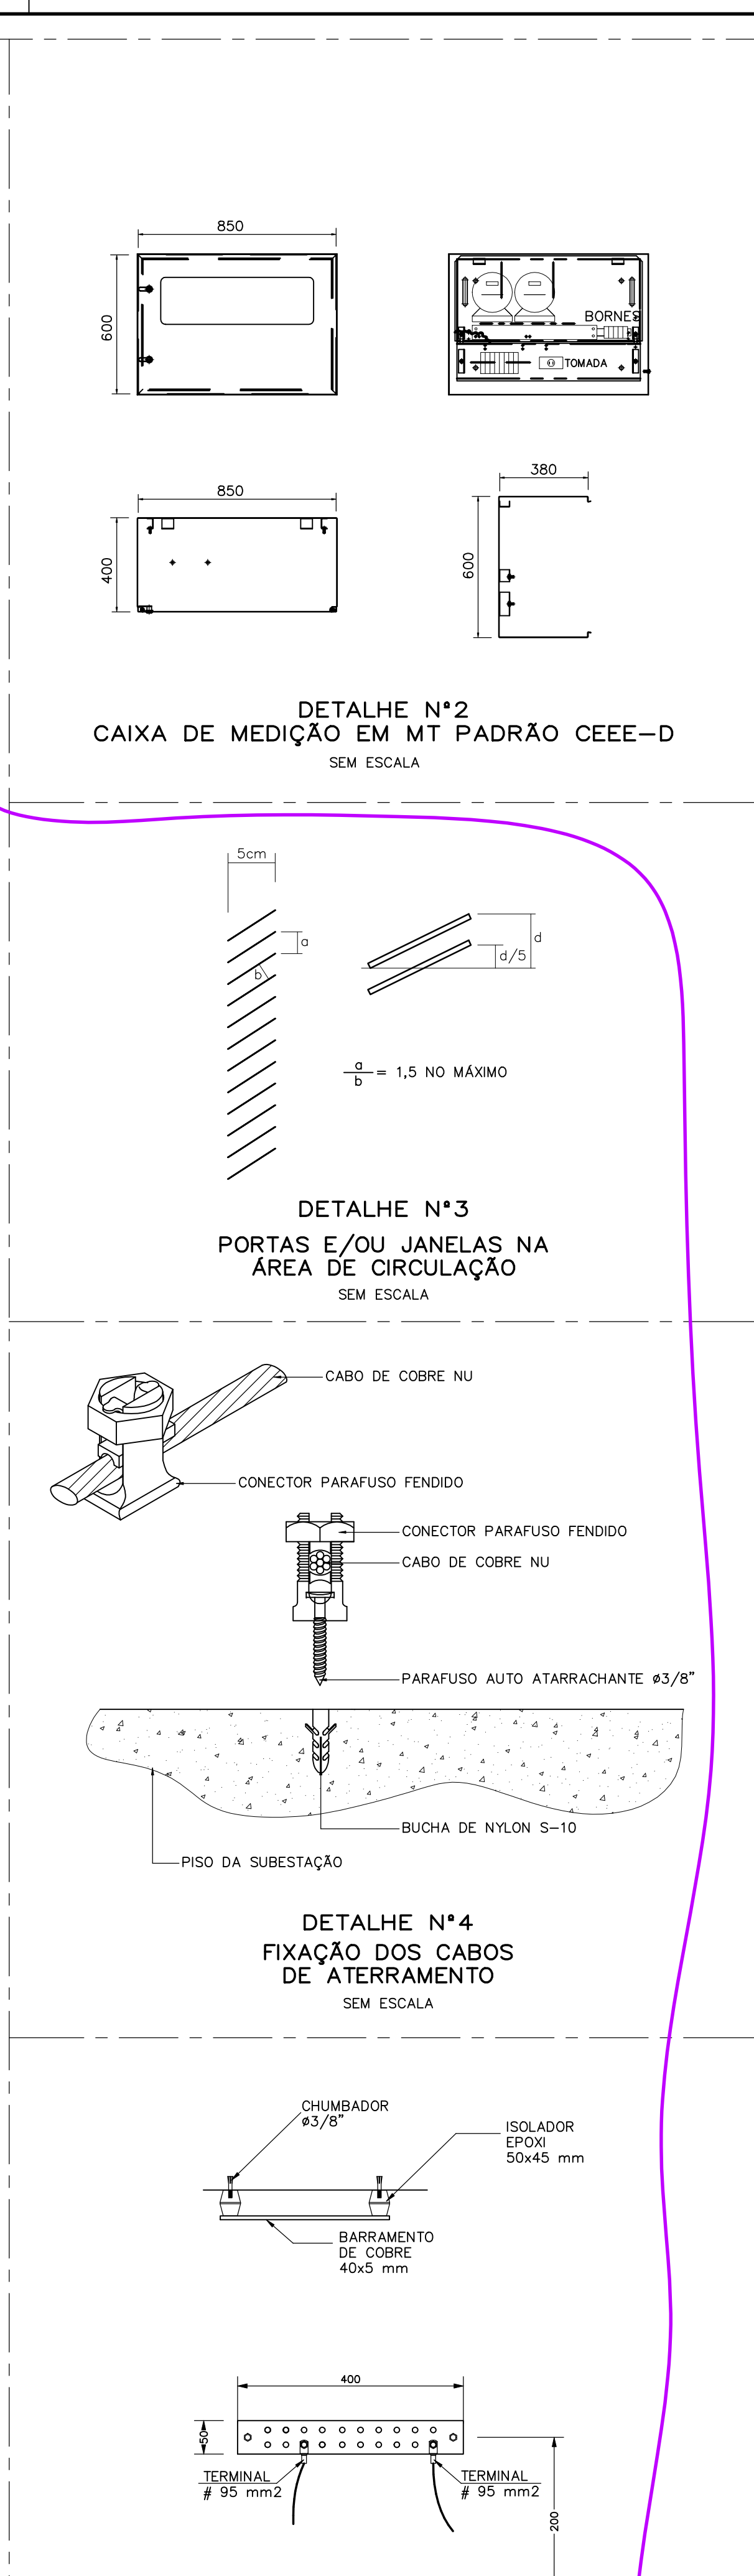 850
600
BORNES
TOMADA
850
400
380
600
DETALHE Nº2
CAIXA DE MEDIÇÃO EM MT PADRÃO CEEE-D
SEM ESCALA
5cm
a
b
d
d/5
a
b = 1,5 NO MÁXIMO
DETALHE Nº3
PORTAS E/OU JANELAS NA
ÁREA DE CIRCULAÇÃO
SEM ESCALA
CABO DE COBRE NU
CONECTOR PARAFUSO FENDIDO
CONECTOR PARAFUSO FENDIDO
CABO DE COBRE NU
PARAFUSO AUTO ATARRACHANTE ø3/8"
BUCHA DE NYLON S-10
PISO DA SUBESTAÇÃO
DETALHE Nº4
FIXAÇÃO DOS CABOS
DE ATERRAMENTO
SEM ESCALA
CHUMBADOR
ø3/8"
ISOLADOR
EPOXI
50x45 mm
BARRAMENTO
DE COBRE
40x5 mm
400
50
TERMINAL
# 95 mm2
TERMINAL
# 95 mm2
200